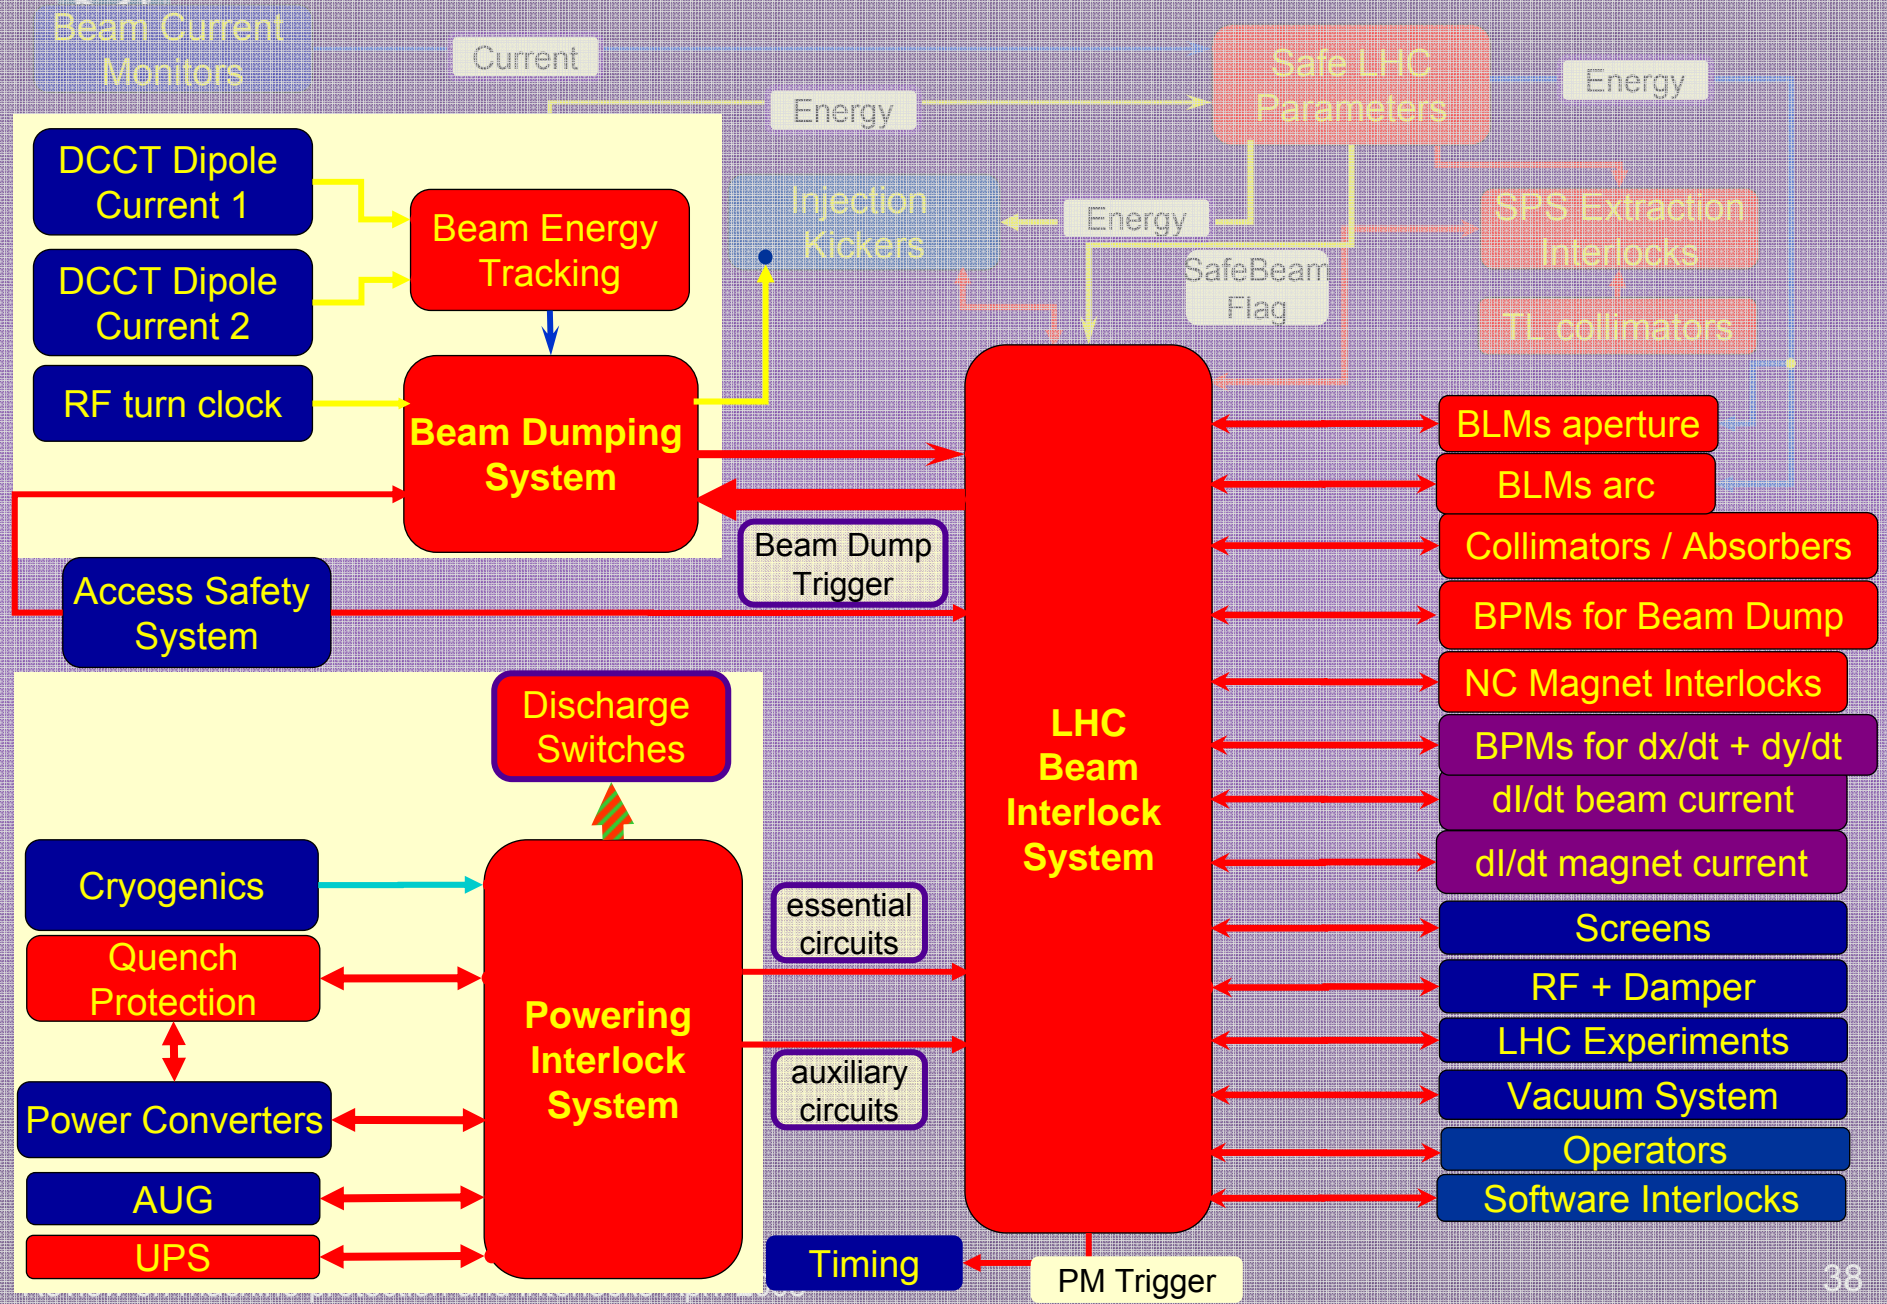 Beam Current
Monitors
Current
Energy
Safe LHC
Parameters
Energy
DCCT Dipole
Current 1
DCCT Dipole
Current 2
RF turn clock
Beam Energy
Tracking
Injection
Kickers
Energy
SafeBeam
Flag
SPS Extraction
Interlocks
TL collimators
Beam Dumping
System
Beam Dump
Trigger
Access Safety
System
Discharge
Switches
Cryogenics
Quench
Protection
Power Converters
AUG
UPS
Powering
Interlock
System
essential
circuits
auxiliary
circuits
LHC
Beam
Interlock
System
BLMs aperture
BLMs arc
Collimators / Absorbers
BPMs for Beam Dump
NC Magnet Interlocks
BPMs for dx/dt + dy/dt
dI/dt beam current
dI/dt magnet current
Screens
RF + Damper
LHC Experiments
Vacuum System
Operators
Software Interlocks
Timing
PM Trigger
38